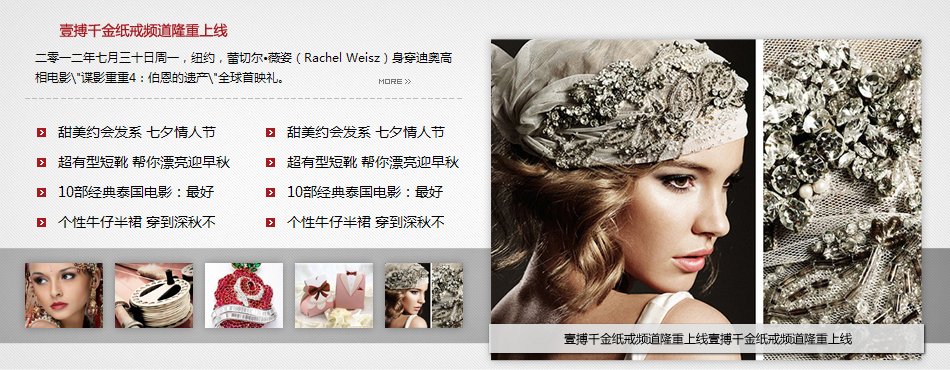 壹搏千金纸戒频道隆重上线
二零一二年七月三十日周一，纽约，蕾切尔•薇姿（Rachel Weisz）身穿迪奥高
相电影\"谍影重重4：伯恩的遗产\"全球首映礼。
MORE >>
甜美约会发系 七夕情人节
甜美约会发系 七夕情人节
超有型短靴 帮你漂亮迎早秋
超有型短靴 帮你漂亮迎早秋
10部经典泰国电影：最好
10部经典泰国电影：最好
个性牛仔半裙 穿到深秋不
个性牛仔半裙 穿到深秋不
壹搏千金纸戒频道隆重上线壹搏千金纸戒频道隆重上线